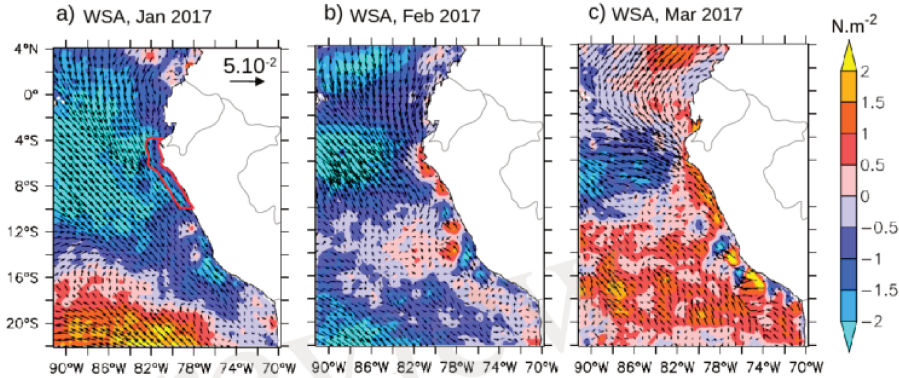 a) WSA, Jan 2017
b) WSA, Feb 2017
c) WSA, Mar 2017
N.m⁻²
5.10⁻²
4°N
0°
4°S
8°S
12°S
16°S
20°S
90°W 86°W 82°W 78°W 74°W 70°W
90°W 86°W 82°W 78°W 74°W 70°W
90°W 86°W 82°W 78°W 74°W 70°W
2
1.5
1
0.5
0
−0.5
−1
−1.5
−2